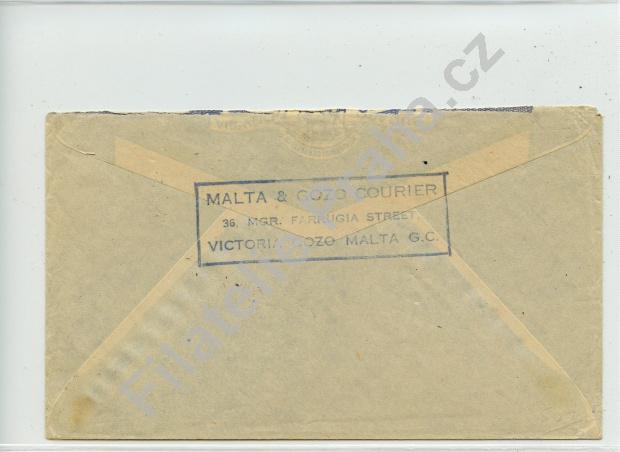 MALTA & GOZO COURIER
36, MGR. FARRUGIA STREET,
VICTORIA GOZO MALTA G.C.
Filatelie Praha.cz